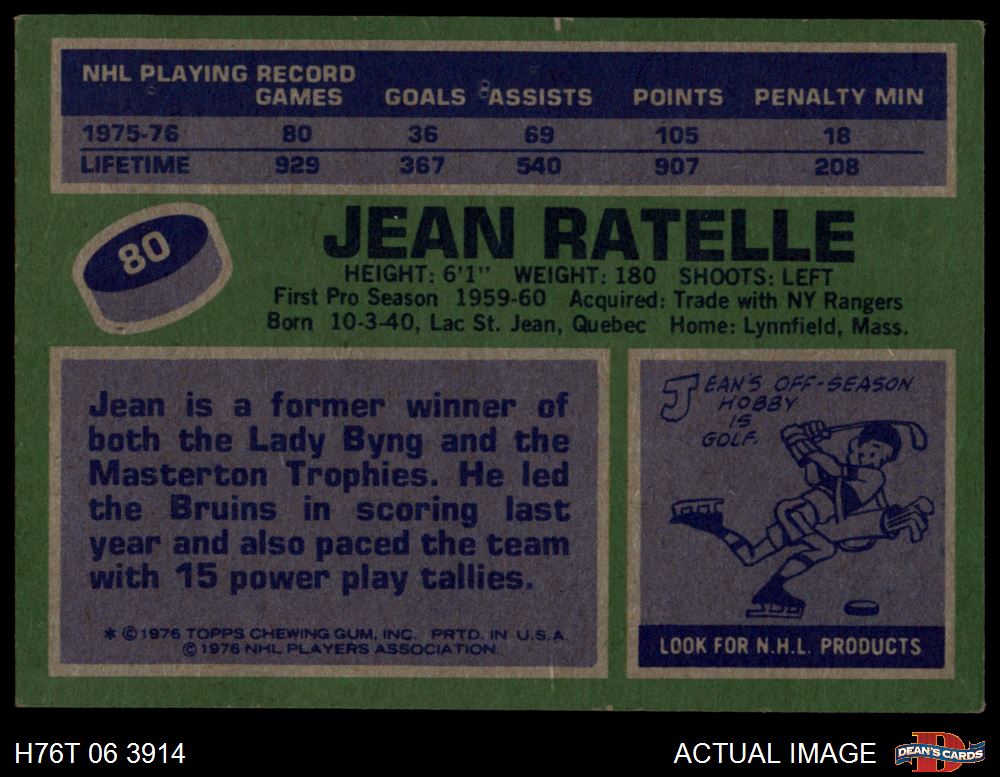 NHL PLAYING RECORD
GAMES GOALS ASSISTS POINTS PENALTY MIN
1975-76 80 36 69 105 18
LIFETIME 929 367 540 907 208
80
JEAN RATELLE
HEIGHT: 6'1" WEIGHT: 180 SHOOTS: LEFT
First Pro Season 1959-60 Acquired: Trade with NY Rangers
Born 10-3-40, Lac St. Jean, Quebec Home: Lynnfield, Mass.
Jean is a former winner of
both the Lady Byng and the
Masterton Trophies. He led
the Bruins in scoring last
year and also paced the team
with 15 power play tallies.
* © 1976 TOPPS CHEWING GUM, INC. PRTD. IN U.S.A.
© 1976 NHL PLAYERS ASSOCIATION.
JEAN'S OFF-SEASON
HOBBY
IS
GOLF.
LOOK FOR N.H.L. PRODUCTS
H76T 06 3914
ACTUAL IMAGE
D
DEAN'S CARDS